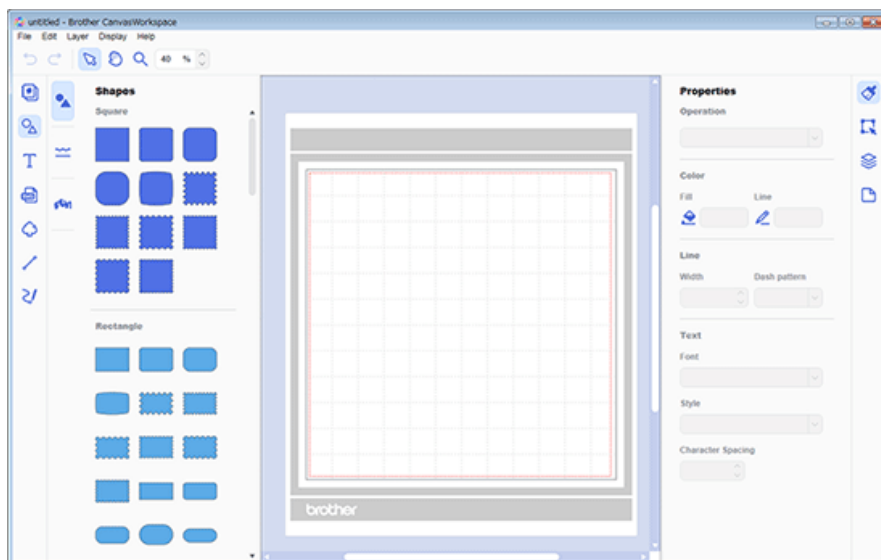 untitled - Brother CanvasWorkspace
File Edit Layer Display Help
40 %
Shapes
Square
Rectangle
brother
Properties
Operation
Color
Fill Line
Line
Width Dash pattern
Text
Font
Style
Character Spacing